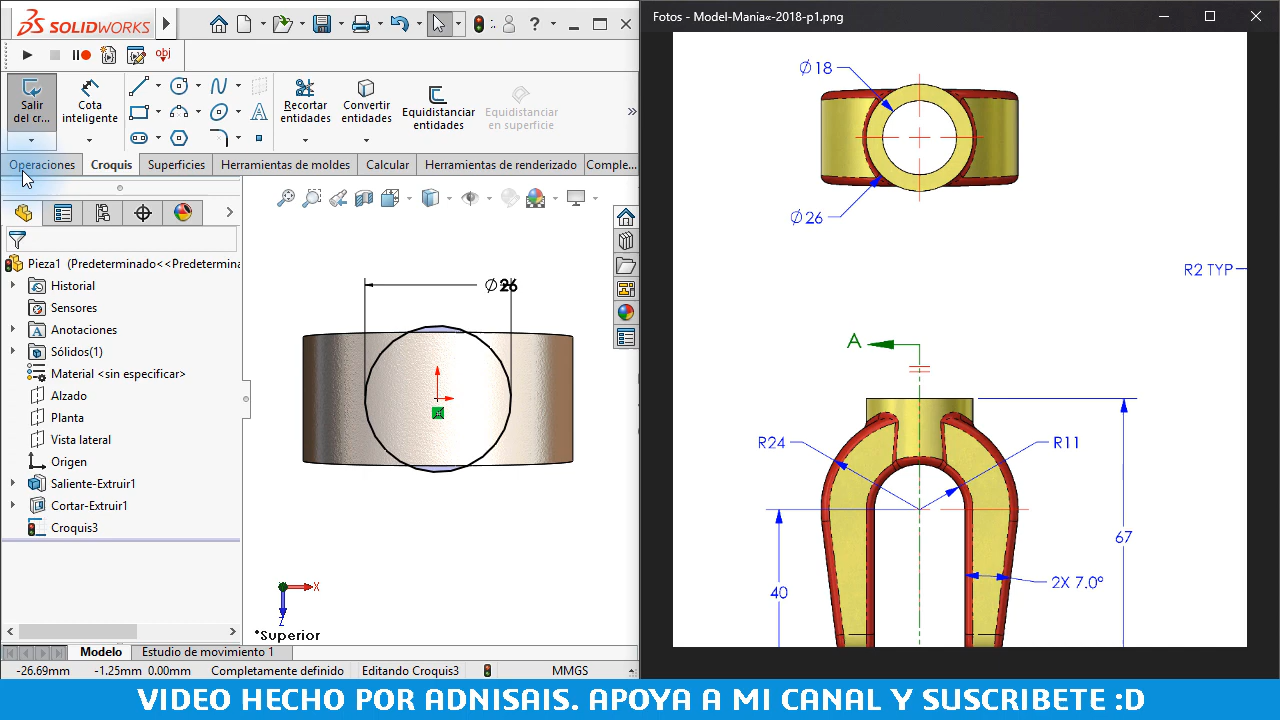 SOLIDWORKS
Fotos - Model-Mania«-2018-p1.png
obj
Salir
del cr...
Cota
inteligente
Recortar
entidades
Convertir
entidades
Equidistanciar
entidades
Equidistanciar
en superficie
Operaciones
Croquis
Superficies
Herramientas de moldes
Calcular
Herramientas de renderizado
Comple...
Pieza1 (Predeterminado<<Predetermina
Historial
Sensores
Anotaciones
Sólidos(1)
Material <sin especificar>
Alzado
Planta
Vista lateral
Origen
Saliente-Extruir1
Cortar-Extruir1
Croquis3
Ø26
X
Z
*Superior
Ø18
Ø26
R2 TYP
A
R24
R11
67
40
2X 7.0°
Modelo
Estudio de movimiento 1
-26.69mm
-1.25mm 0.00mm
Completamente definido
Editando Croquis3
MMGS
VIDEO HECHO POR ADNISAIS. APOYA A MI CANAL Y SUSCRIBETE :D